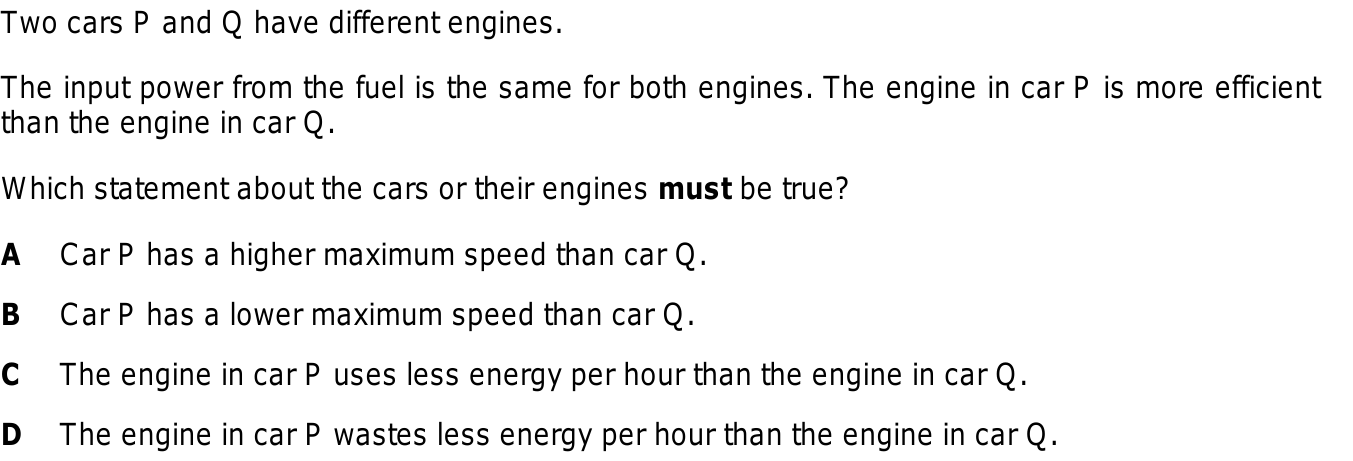 Two cars P and Q have different engines.
The input power from the fuel is the same for both engines. The engine in car P is more efficient
than the engine in car Q.
Which statement about the cars or their engines must be true?
A Car P has a higher maximum speed than car Q.
B Car P has a lower maximum speed than car Q.
C The engine in car P uses less energy per hour than the engine in car Q.
D The engine in car P wastes less energy per hour than the engine in car Q.